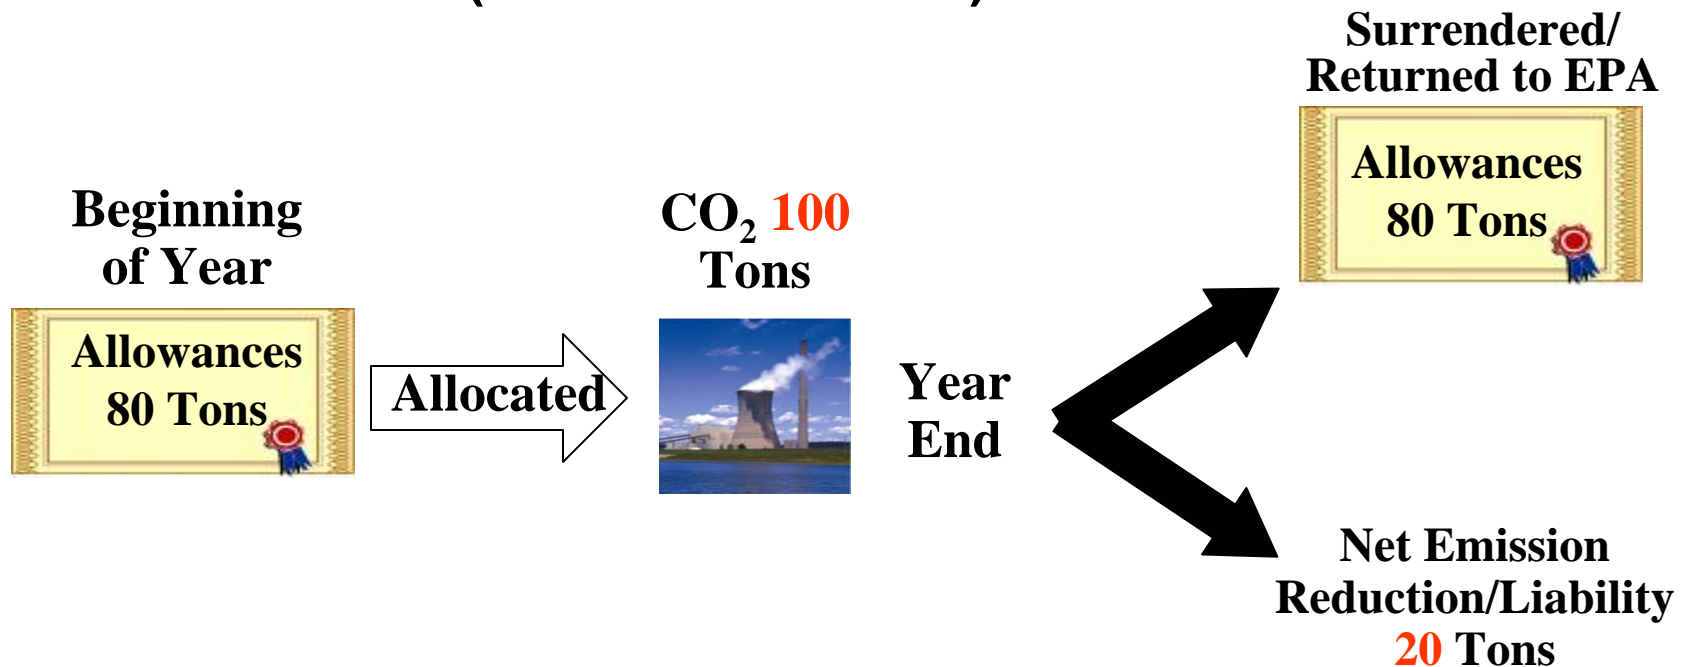 Beginning
of Year
Allowances
80 Tons
Allocated
CO₂ 100
Tons
Year
End
Surrendered/
Returned to EPA
Allowances
80 Tons
Net Emission
Reduction/Liability
20 Tons